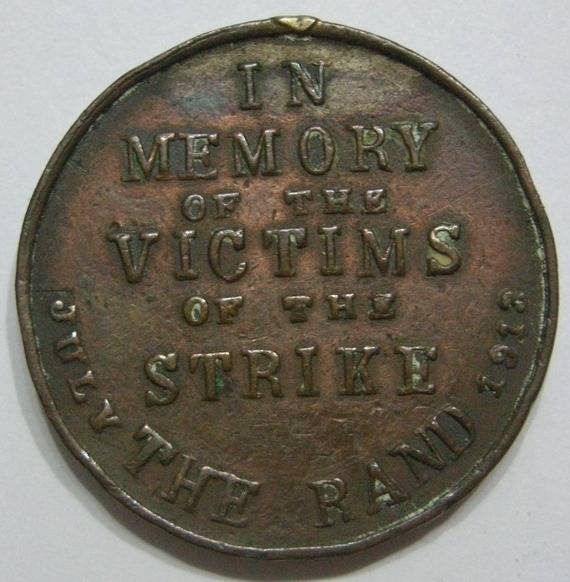 IN
MEMORY
OF THE
VICTIMS
OF THE
STRIKE
JULY THE RAND 1913